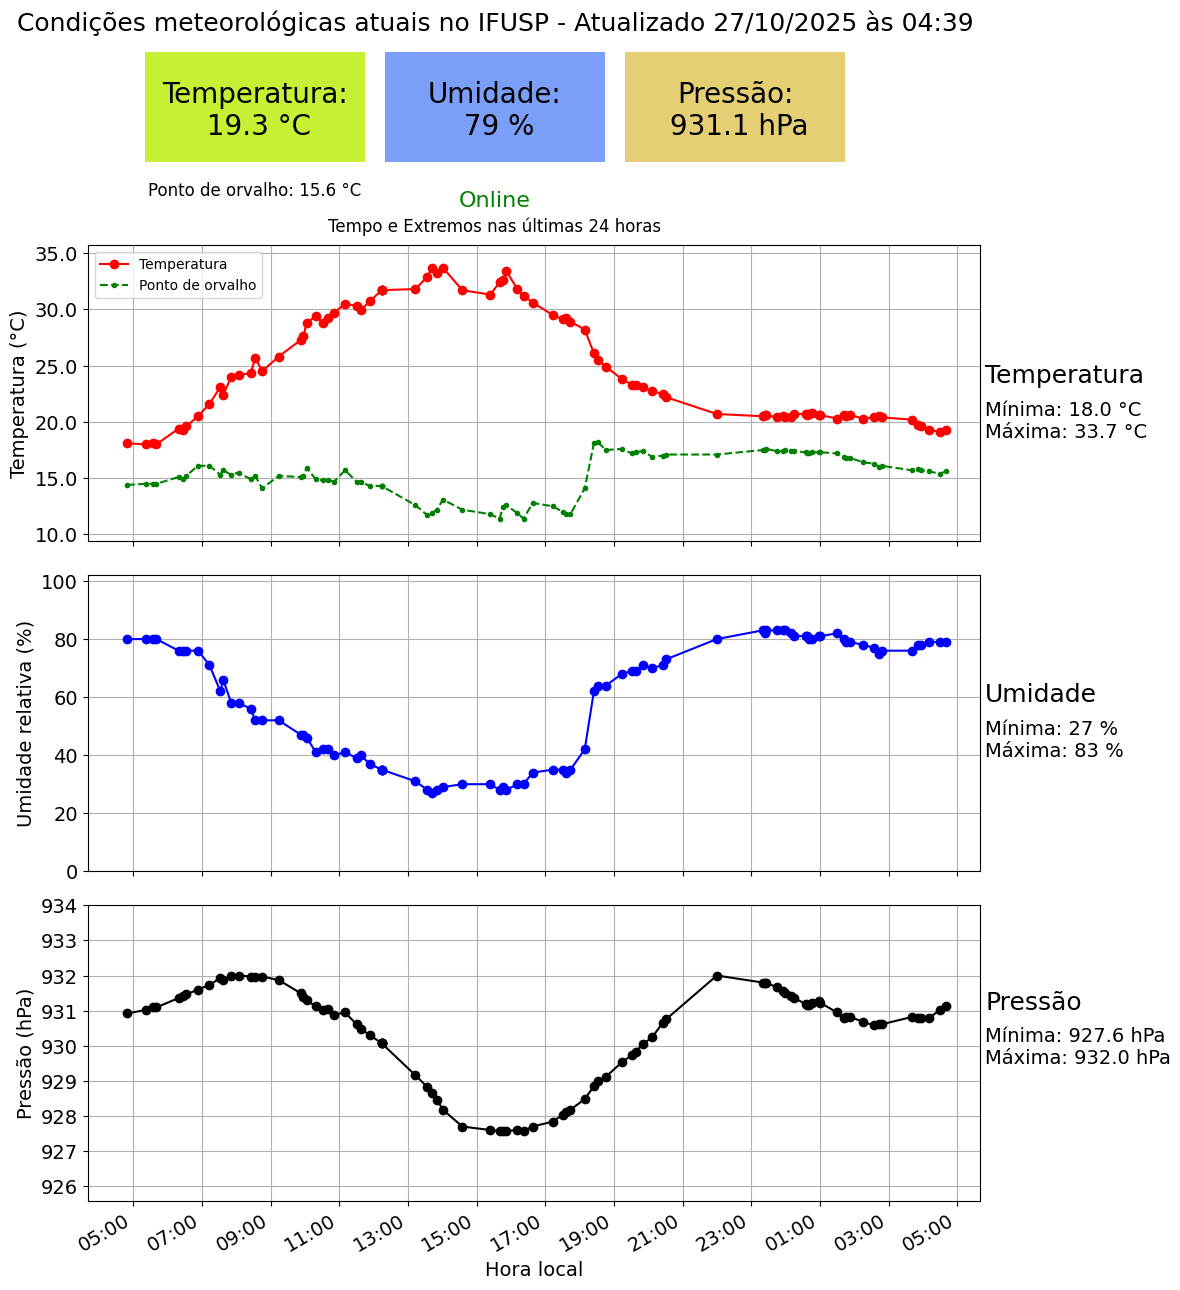 Condições meteorológicas atuais no IFUSP - Atualizado 27/10/2025 às 04:39
Temperatura:
19.3 °C
Umidade:
79 %
Pressão:
931.1 hPa
Ponto de orvalho: 15.6 °C
Online
Tempo e Extremos nas últimas 24 horas
Temperatura (°C)
35.0
30.0
25.0
20.0
15.0
10.0
Temperatura
Ponto de orvalho
Temperatura
Mínima: 18.0 °C
Máxima: 33.7 °C
Umidade relativa (%)
100
80
60
40
20
0
Umidade
Mínima: 27 %
Máxima: 83 %
Pressão (hPa)
934
933
932
931
930
929
928
927
926
Pressão
Mínima: 927.6 hPa
Máxima: 932.0 hPa
05:00
07:00
09:00
11:00
13:00
15:00
17:00
19:00
21:00
23:00
01:00
03:00
05:00
Hora local